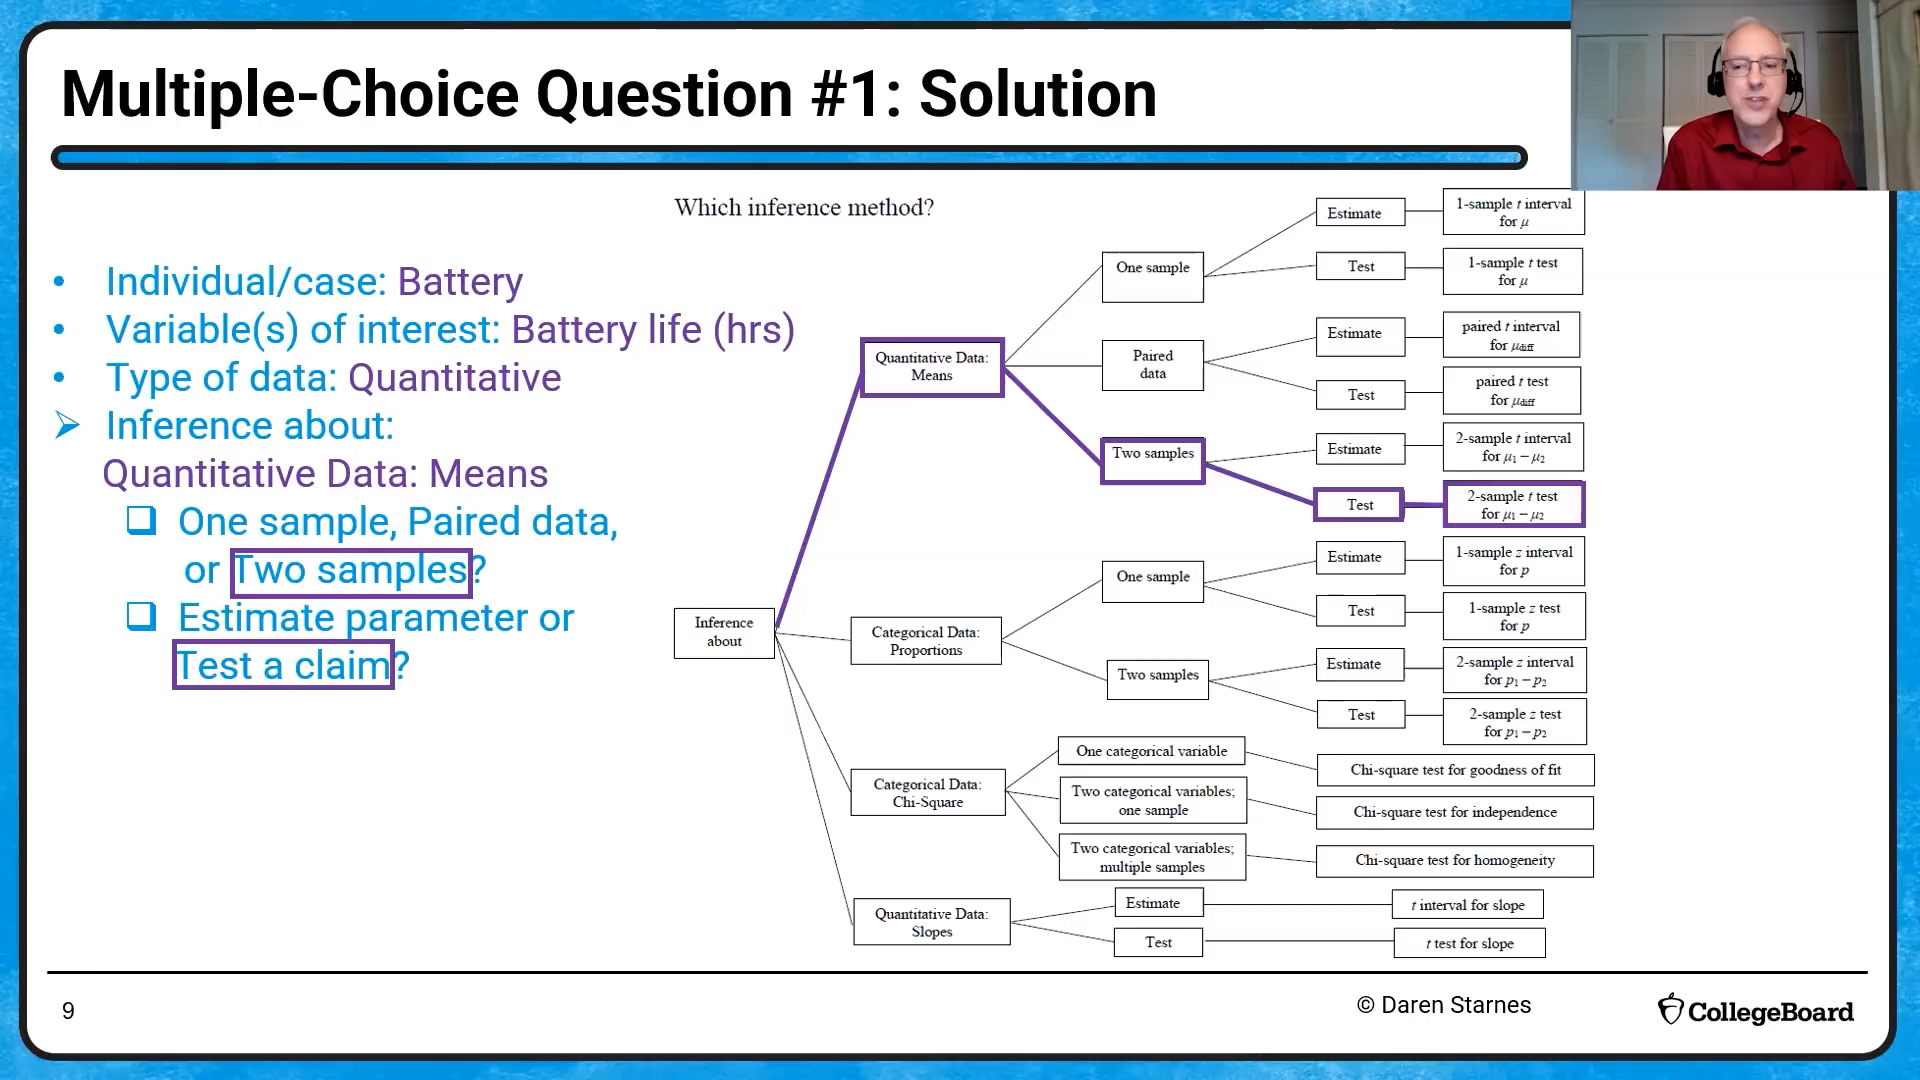 Multiple-Choice Question #1: Solution
Which inference method?
• Individual/case: Battery
• Variable(s) of interest: Battery life (hrs)
• Type of data: Quantitative
➢ Inference about:
Quantitative Data: Means
❑ One sample, Paired data,
or Two samples?
❑ Estimate parameter or
Test a claim?
Inference
about
Quantitative Data:
Means
One sample
Estimate
1-sample t interval
for μ
Test
1-sample t test
for μ
Paired
data
Estimate
paired t interval
for μdiff
Test
paired t test
for μdiff
Two samples
Estimate
2-sample t interval
for μ₁ – μ₂
Test
2-sample t test
for μ₁ – μ₂
Categorical Data:
Proportions
One sample
Estimate
1-sample z interval
for p
Test
1-sample z test
for p
Two samples
Estimate
2-sample z interval
for p₁ – p₂
Test
2-sample z test
for p₁ – p₂
Categorical Data:
Chi-Square
One categorical variable
Chi-square test for goodness of fit
Two categorical variables;
one sample
Chi-square test for independence
Two categorical variables;
multiple samples
Chi-square test for homogeneity
Quantitative Data:
Slopes
Estimate
t interval for slope
Test
t test for slope
9
© Daren Starnes
CollegeBoard